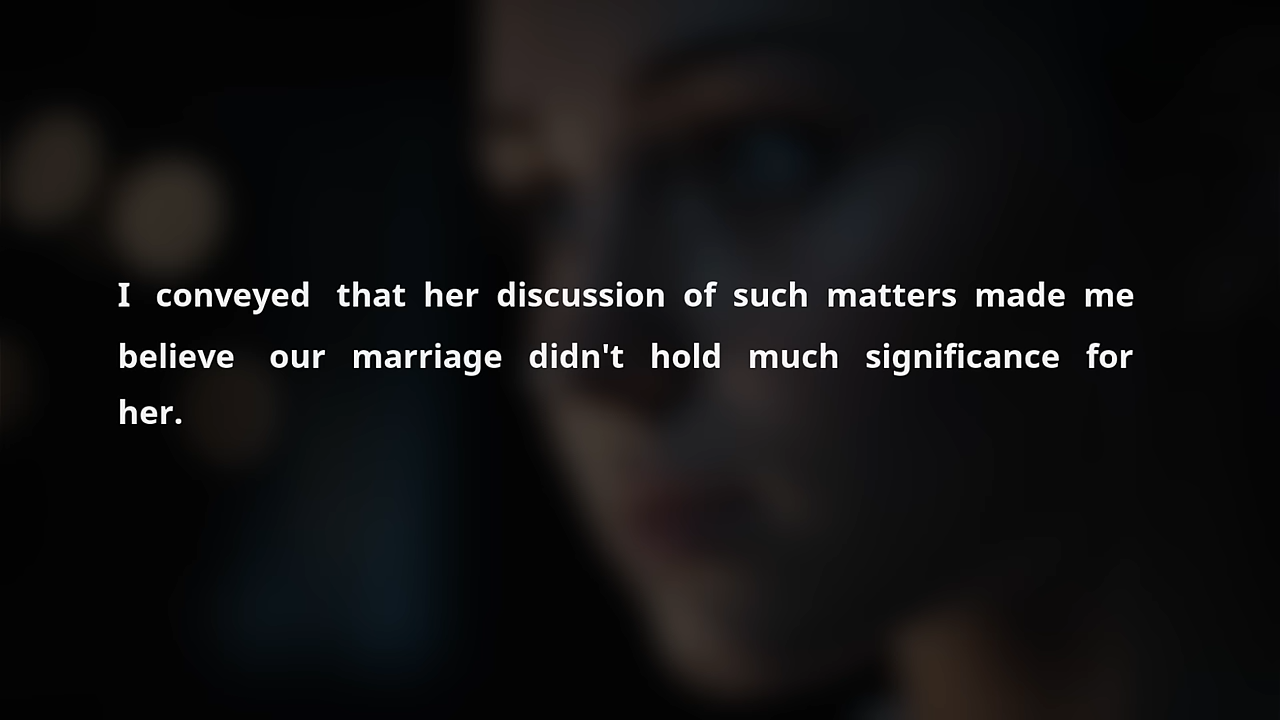 I conveyed that her discussion of such matters made me
believe our marriage didn't hold much significance for
her.